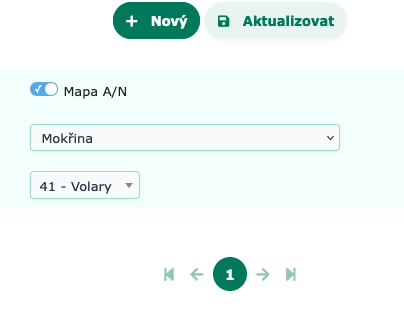 Nový Aktualizovat
Mapa A/N
Mokřina
41 - Volary
1